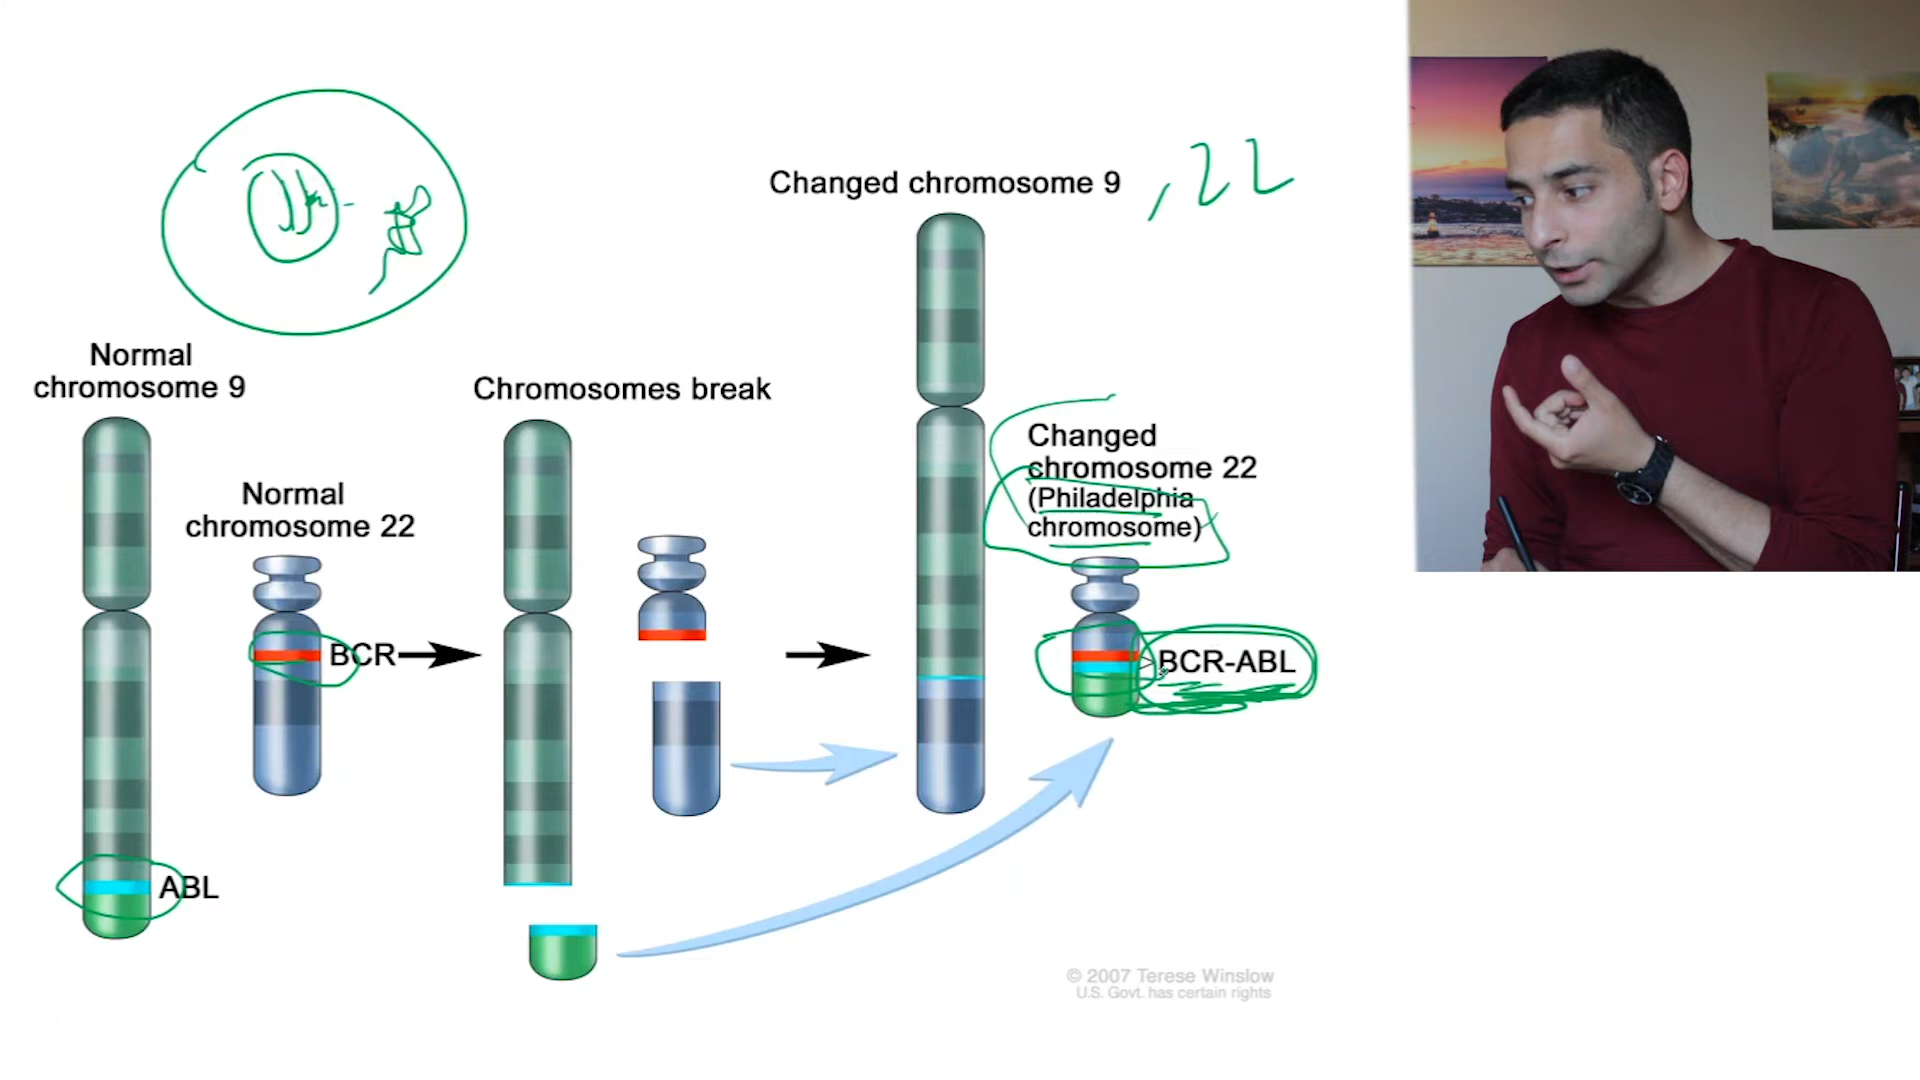 Changed chromosome 9 ,22
Normal
chromosome 9
Chromosomes break
Changed
chromosome 22
(Philadelphia
chromosome)
Normal
chromosome 22
BCR
BCR-ABL
ABL
© 2007 Terese Winslow
U.S. Govt. has certain rights